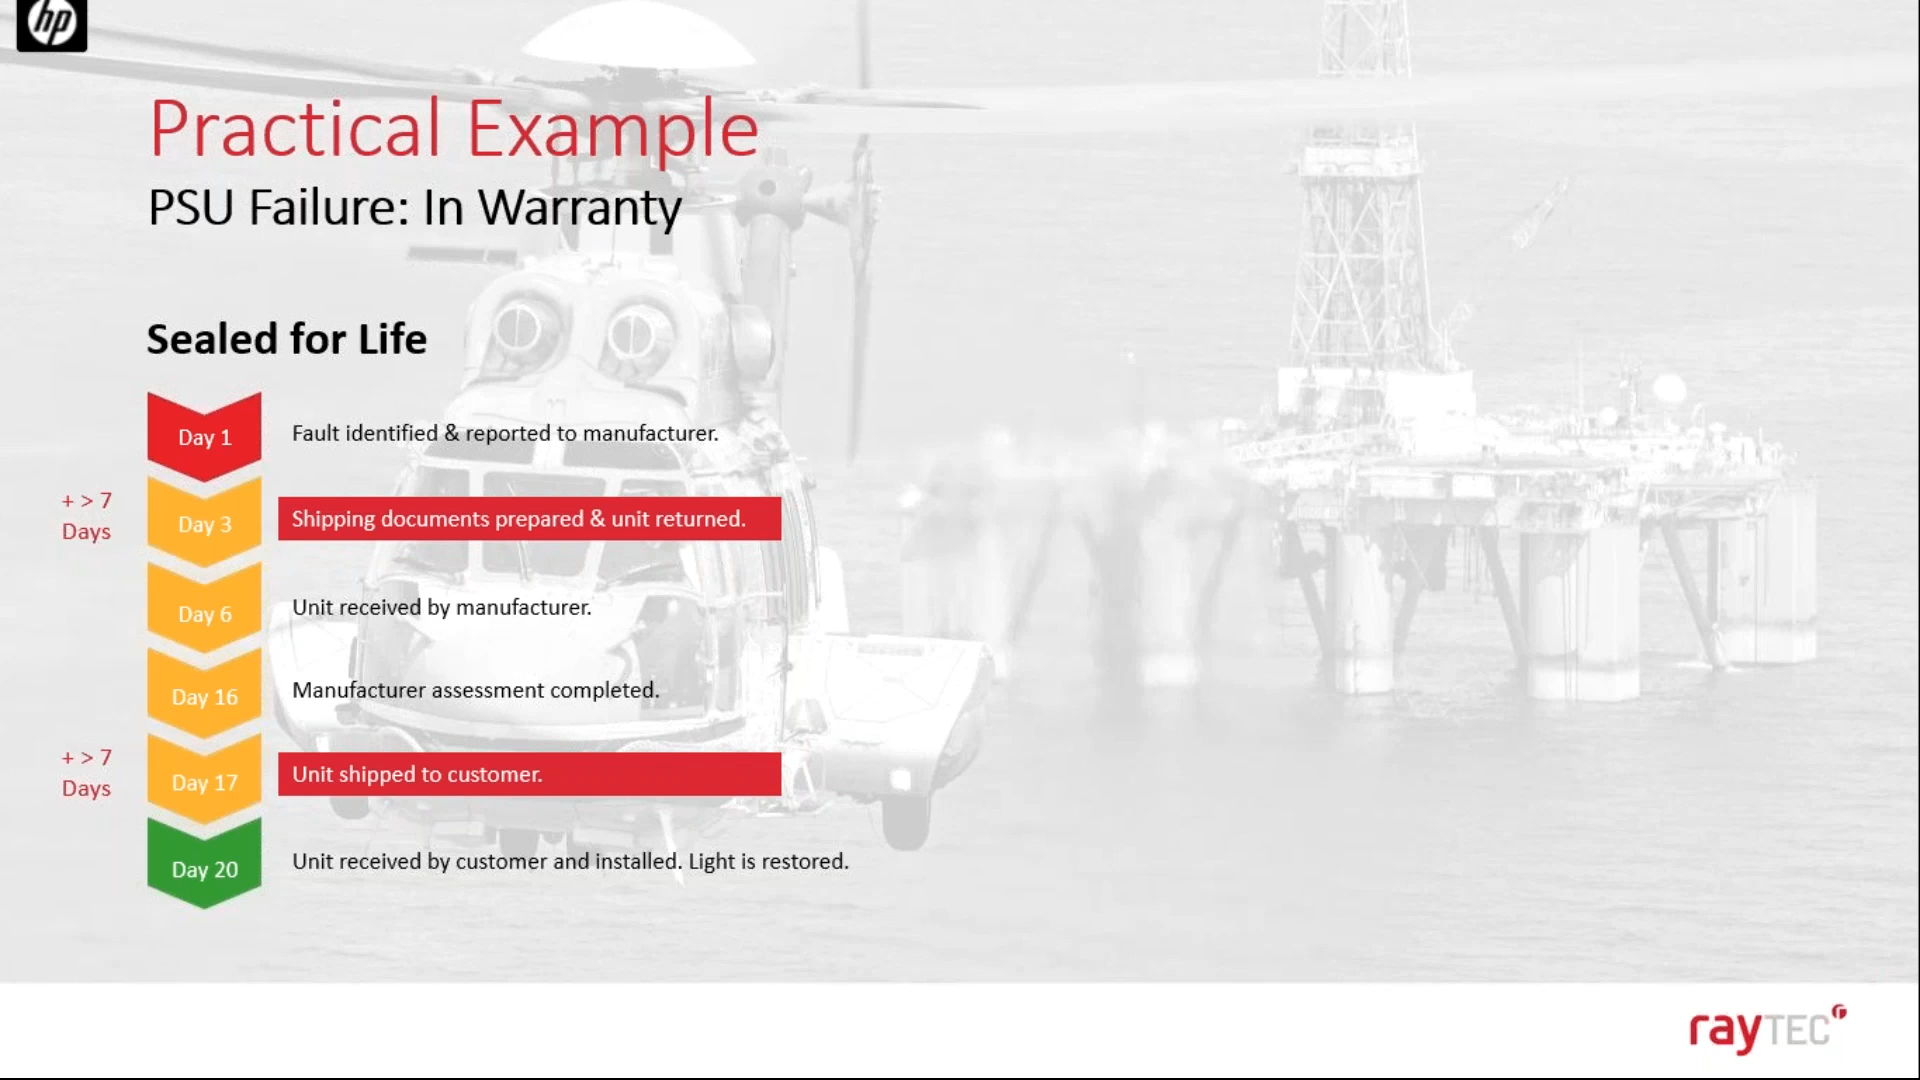 hp
Practical Example
PSU Failure: In Warranty
Sealed for Life
Day 1
Fault identified & reported to manufacturer.
+ > 7
Days
Day 3
Shipping documents prepared & unit returned.
Day 6
Unit received by manufacturer.
Day 16
Manufacturer assessment completed.
+ > 7
Days
Day 17
Unit shipped to customer.
Day 20
Unit received by customer and installed. Light is restored.
rayTEC